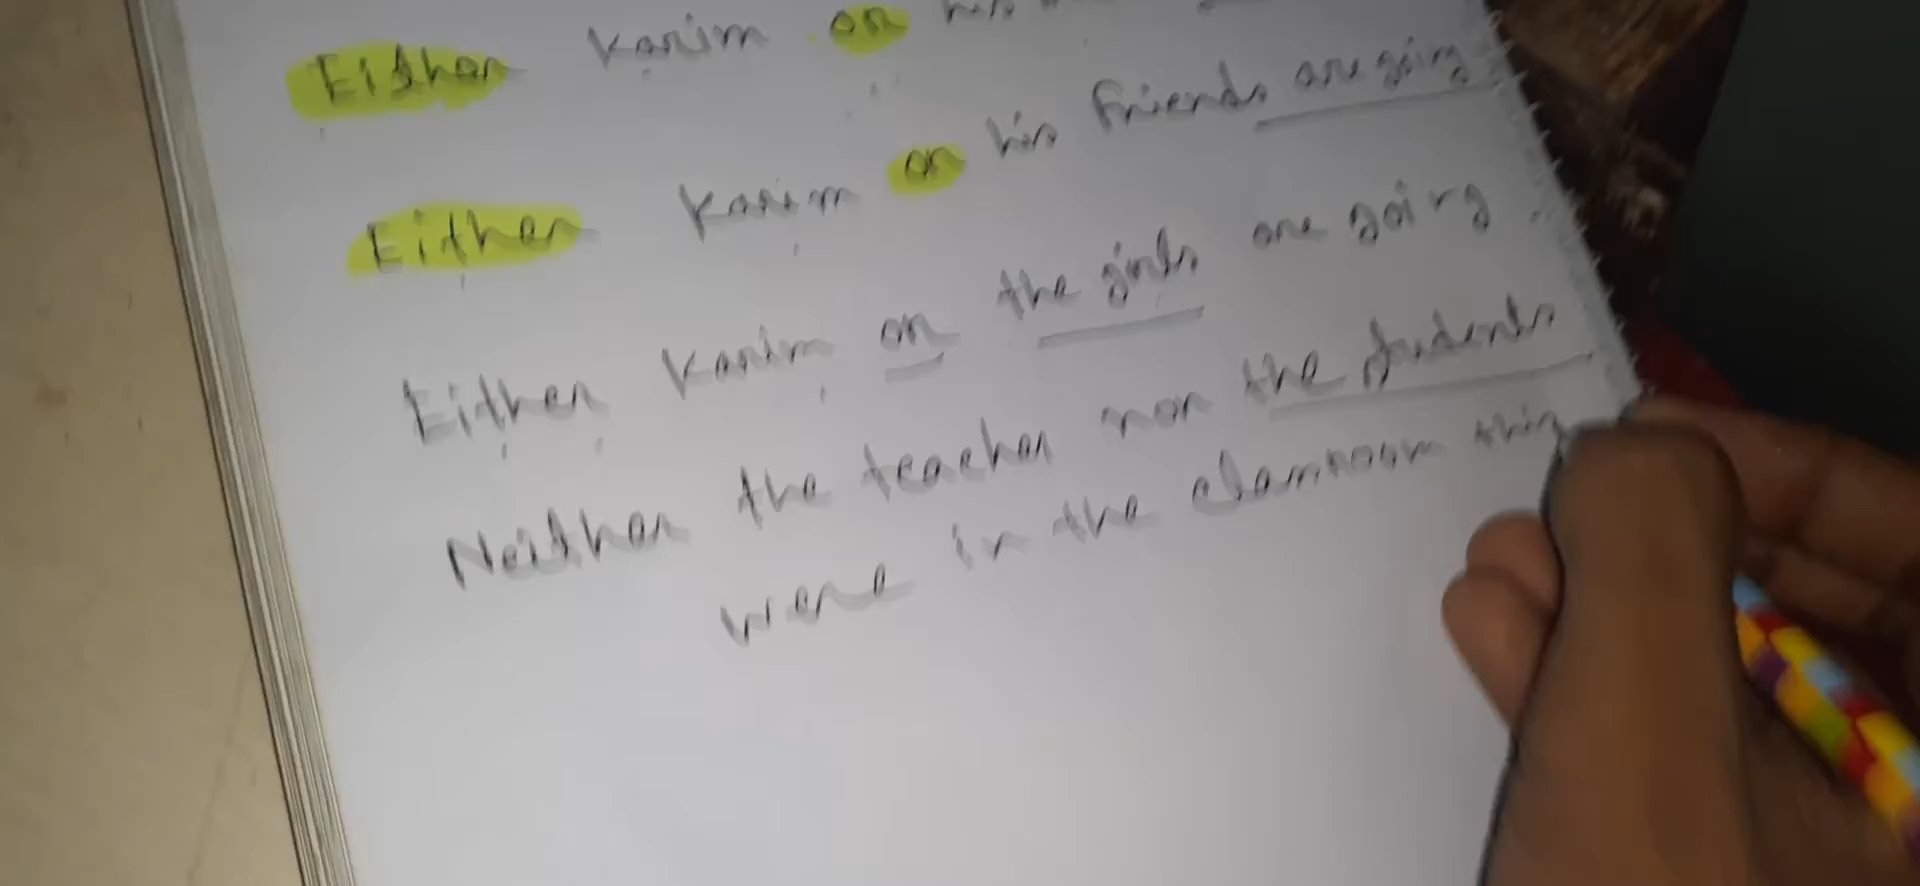 Either Karim or his
Either Karim or his Friends are going
Either Karim or the girls are going
Neither the teacher nor the students
were in the classroom